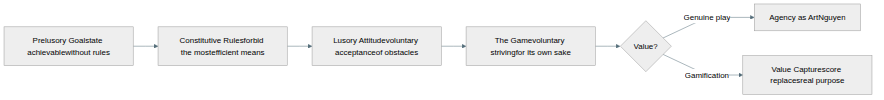 Prelusory Goalstate
achievablewithout rules
Constitutive Rulesforbid
the mostefficient means
Lusory Attitudevoluntary
acceptanceof obstacles
The Gamevoluntary
strivingfor its own sake
Value?
Genuine play
Agency as ArtNguyen
Gamification
Value Capturescore
replacesreal purpose